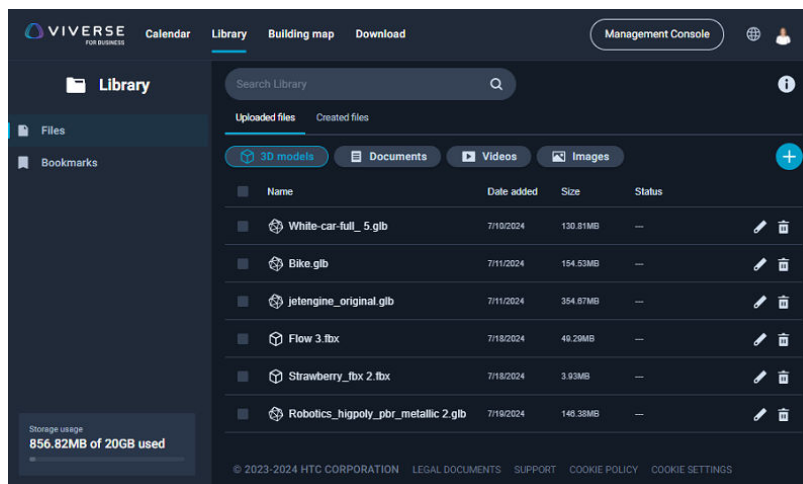 VIVERSE
FOR BUSINESS
Calendar Library Building map Download Management Console
Library
Search Library
Uploaded files Created files
Files
Bookmarks
3D models Documents Videos Images
Name Date added Size Status
White-car-full_ 5.glb 7/10/2024 130.81MB ---
Bike.glb 7/11/2024 154.53MB ---
jetengine_original.glb 7/11/2024 354.67MB ---
Flow 3.fbx 7/18/2024 49.29MB ---
Strawberry_fbx 2.fbx 7/18/2024 3.93MB ---
Robotics_higpoly_pbr_metallic 2.glb 7/19/2024 146.38MB ---
Storage usage
856.82MB of 20GB used
© 2023-2024 HTC CORPORATION LEGAL DOCUMENTS SUPPORT COOKIE POLICY COOKIE SETTINGS